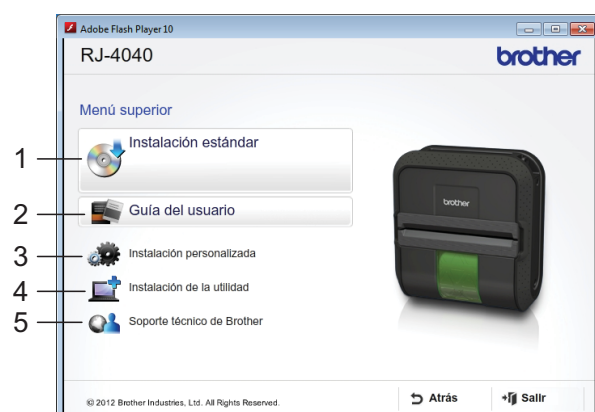 Adobe Flash Player 10
RJ-4040
brother
Menú superior
1
Instalación estándar
2
Guía del usuario
3
Instalación personalizada
4
Instalación de la utilidad
5
Soporte técnico de Brother
brother
© 2012 Brother Industries, Ltd. All Rights Reserved.
Atrás
Salir